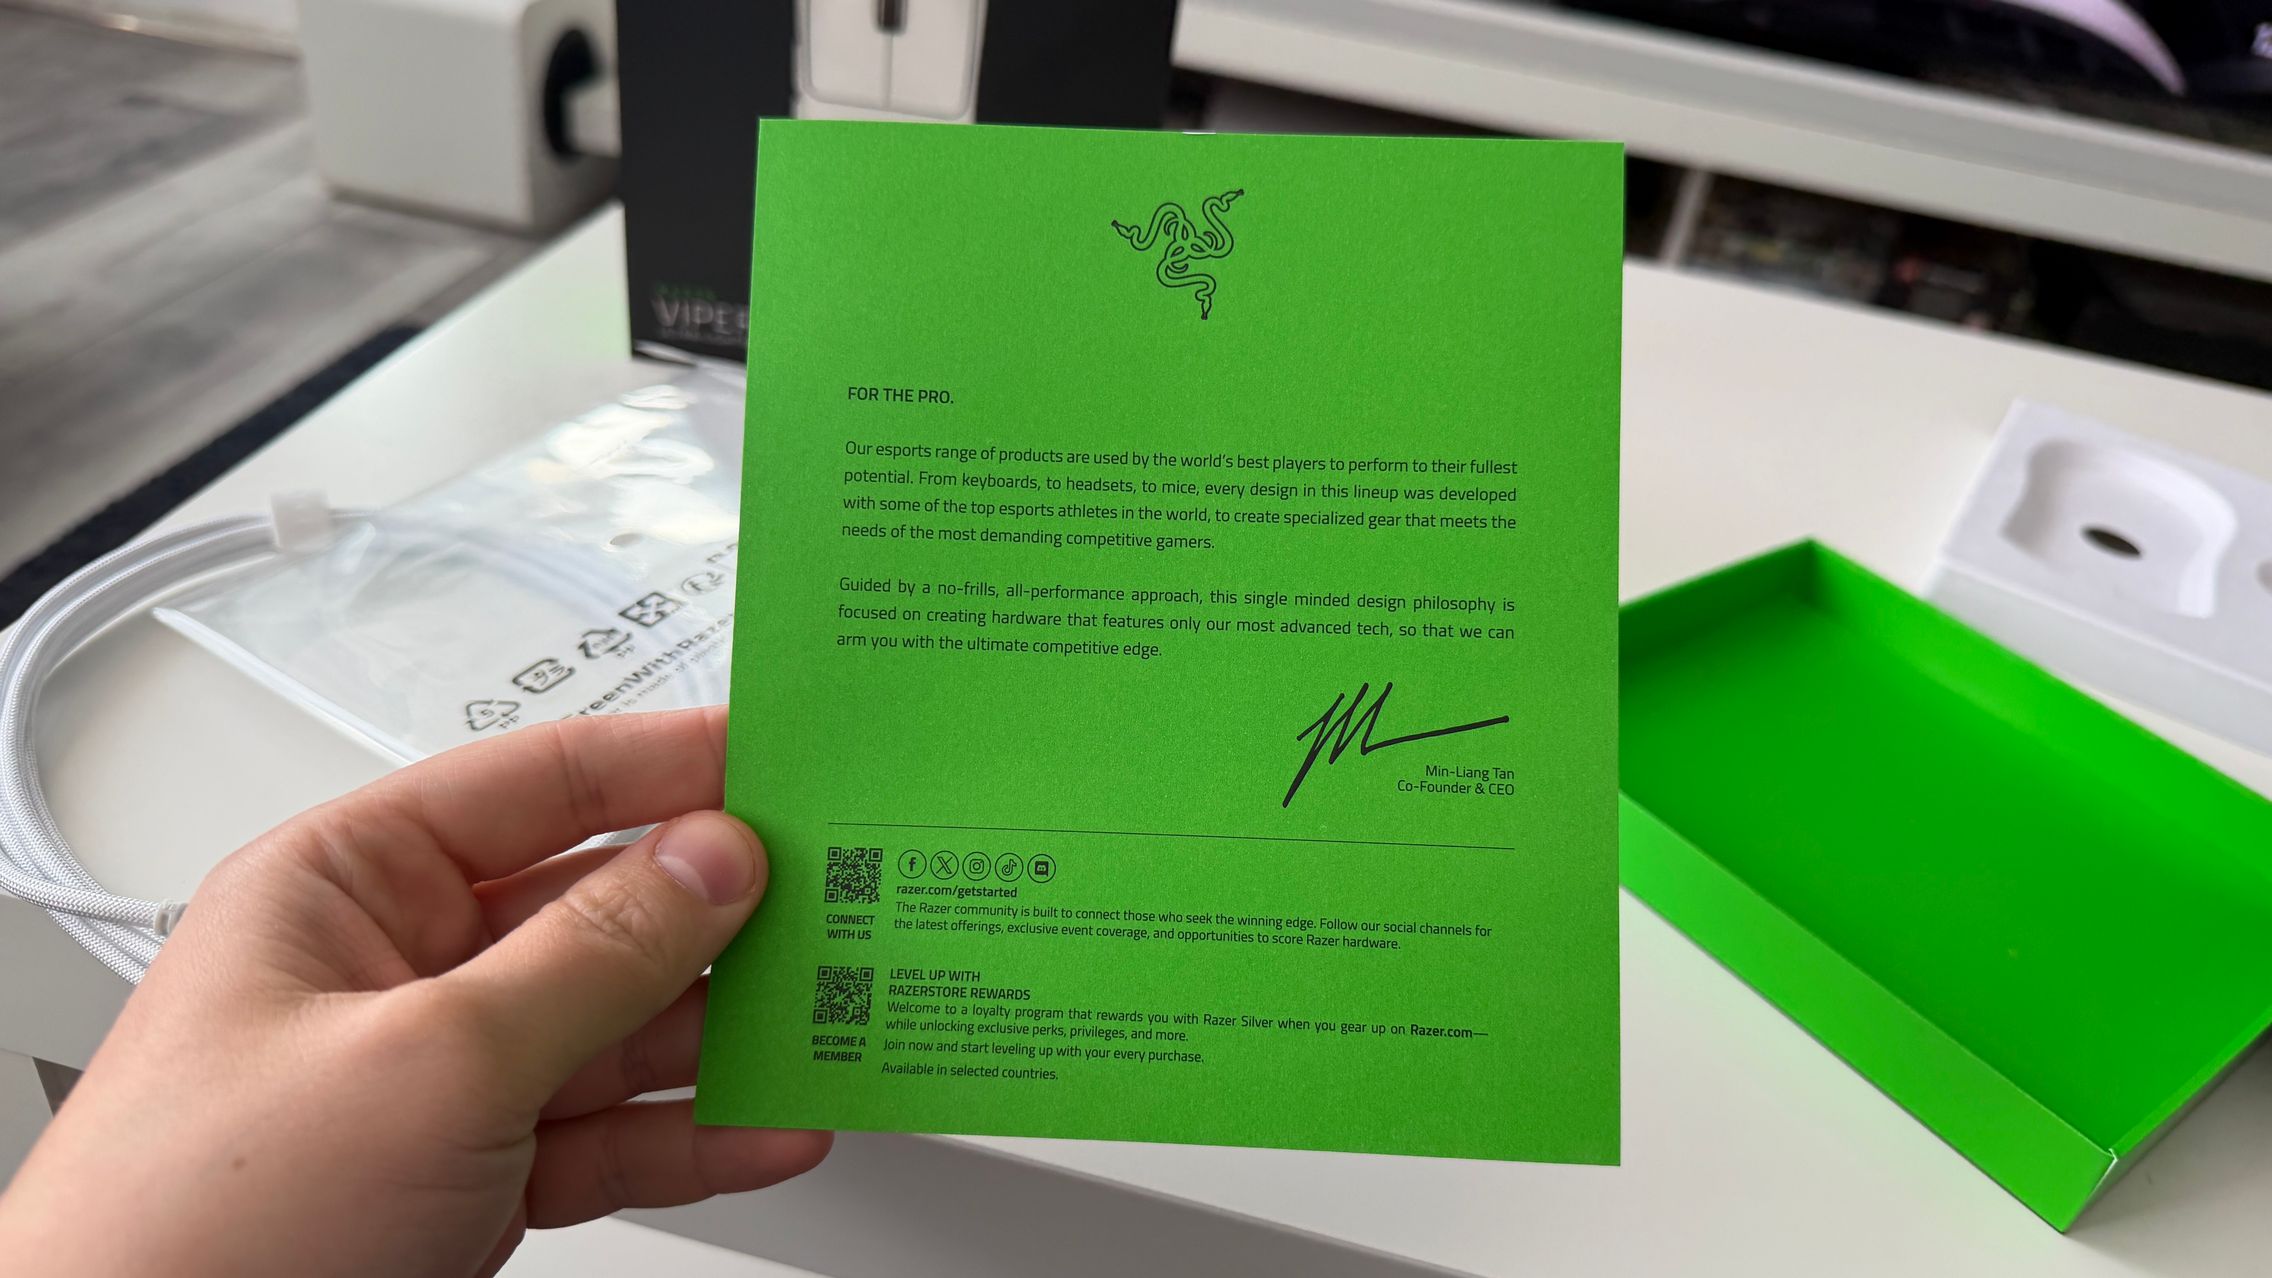 VIPER
FOR THE PRO.
Our esports range of products are used by the world's best players to perform to their fullest
potential. From keyboards, to headsets, to mice, every design in this lineup was developed
with some of the top esports athletes in the world, to create specialized gear that meets the
needs of the most demanding competitive gamers.
Guided by a no-frills, all-performance approach, this single minded design philosophy is
focused on creating hardware that features only our most advanced tech, so that we can
arm you with the ultimate competitive edge.
Min-Liang Tan
Co-Founder & CEO
CONNECT
WITH US
razer.com/getstarted
The Razer community is built to connect those who seek the winning edge. Follow our social channels for
the latest offerings, exclusive event coverage, and opportunities to score Razer hardware.
BECOME A
MEMBER
LEVEL UP WITH
RAZERSTORE REWARDS
Welcome to a loyalty program that rewards you with Razer Silver when you gear up on Razer.com—
while unlocking exclusive perks, privileges, and more.
Join now and start leveling up with your every purchase.
Available in selected countries.
PP
プラ
PP
reenWithRazer